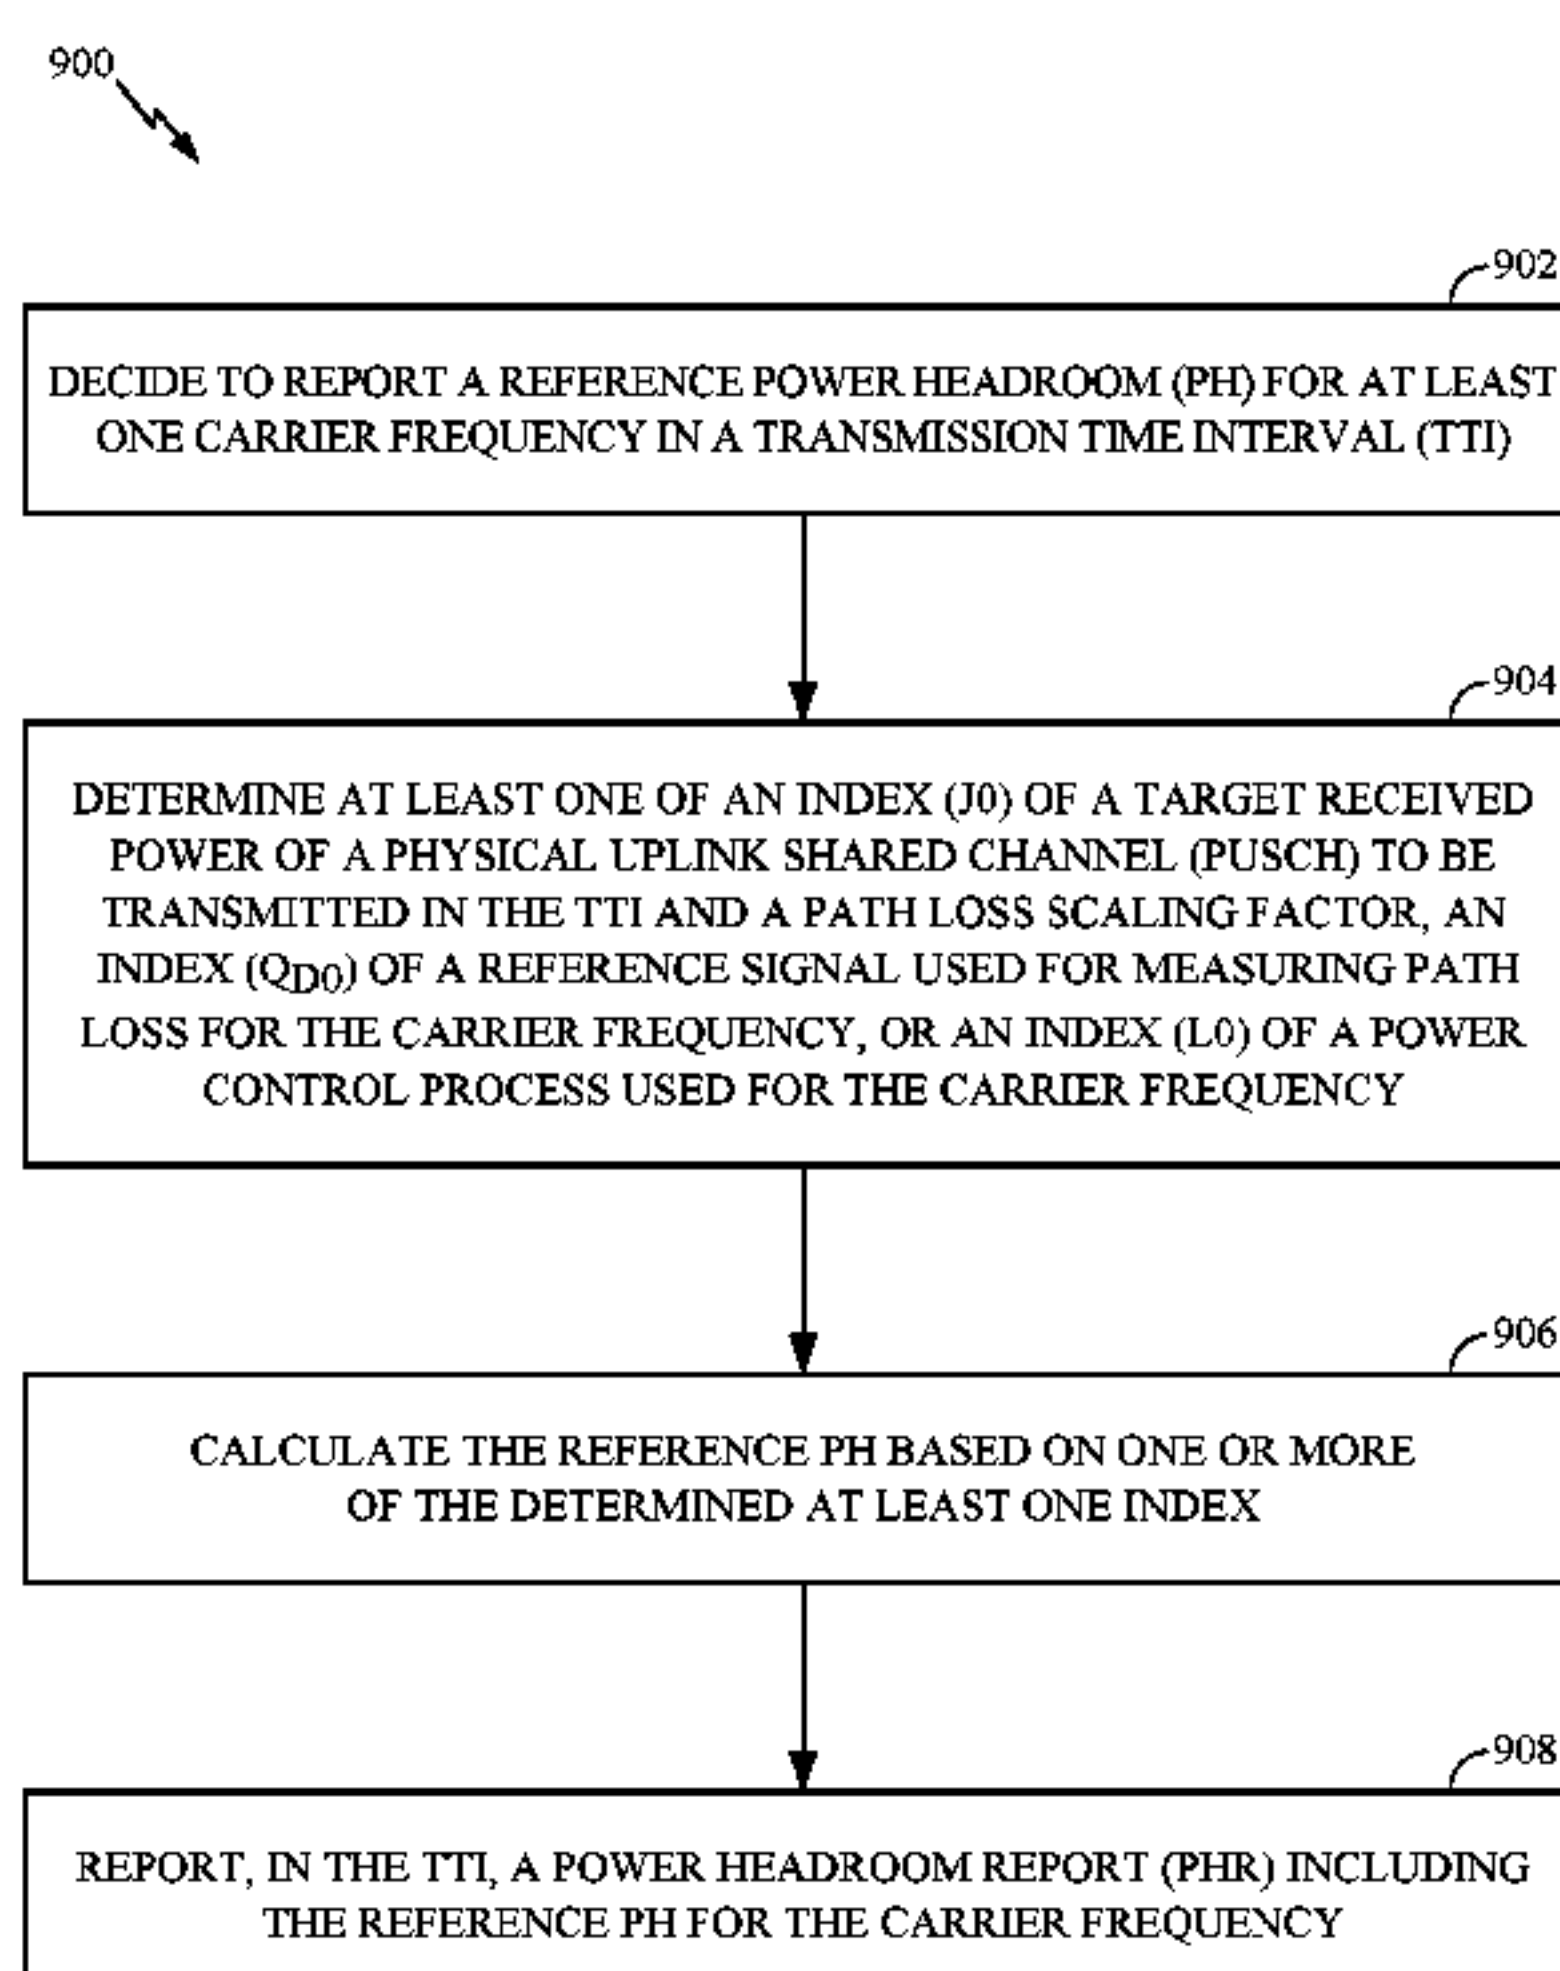 900
902
DECIDE TO REPORT A REFERENCE POWER HEADROOM (PH) FOR AT LEAST
ONE CARRIER FREQUENCY IN A TRANSMISSION TIME INTERVAL (TTI)
904
DETERMINE AT LEAST ONE OF AN INDEX (J0) OF A TARGET RECEIVED
POWER OF A PHYSICAL UPLINK SHARED CHANNEL (PUSCH) TO BE
TRANSMITTED IN THE TTI AND A PATH LOSS SCALING FACTOR, AN
INDEX (QD0) OF A REFERENCE SIGNAL USED FOR MEASURING PATH
LOSS FOR THE CARRIER FREQUENCY, OR AN INDEX (L0) OF A POWER
CONTROL PROCESS USED FOR THE CARRIER FREQUENCY
906
CALCULATE THE REFERENCE PH BASED ON ONE OR MORE
OF THE DETERMINED AT LEAST ONE INDEX
908
REPORT, IN THE TTI, A POWER HEADROOM REPORT (PHR) INCLUDING
THE REFERENCE PH FOR THE CARRIER FREQUENCY